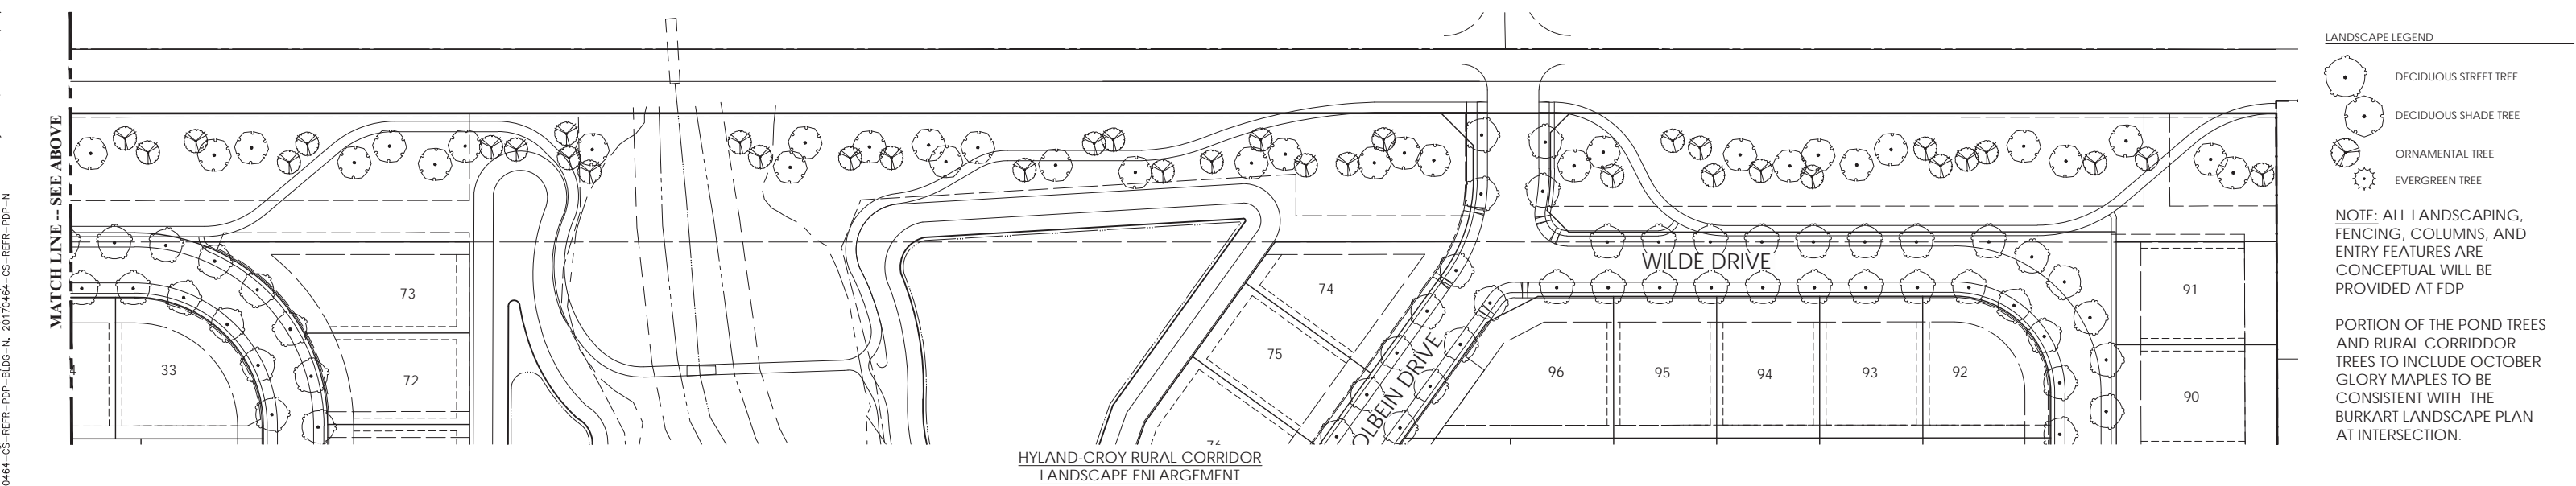 0464-CS-REFR-PDP-BLDG-N, 20170464-CS-REFR-PDP-N
MATCH LINE -- SEE ABOVE
33
73
72
74
75
OLBEIN DRIVE
WILDE DRIVE
96
95
94
93
92
91
90
HYLAND-CROY RURAL CORRIDOR
LANDSCAPE ENLARGEMENT
LANDSCAPE LEGEND
DECIDUOUS STREET TREE
DECIDUOUS SHADE TREE
ORNAMENTAL TREE
EVERGREEN TREE
NOTE: ALL LANDSCAPING,
FENCING, COLUMNS, AND
ENTRY FEATURES ARE
CONCEPTUAL WILL BE
PROVIDED AT FDP
PORTION OF THE POND TREES
AND RURAL CORRIDDOR
TREES TO INCLUDE OCTOBER
GLORY MAPLES TO BE
CONSISTENT WITH THE
BURKART LANDSCAPE PLAN
AT INTERSECTION.